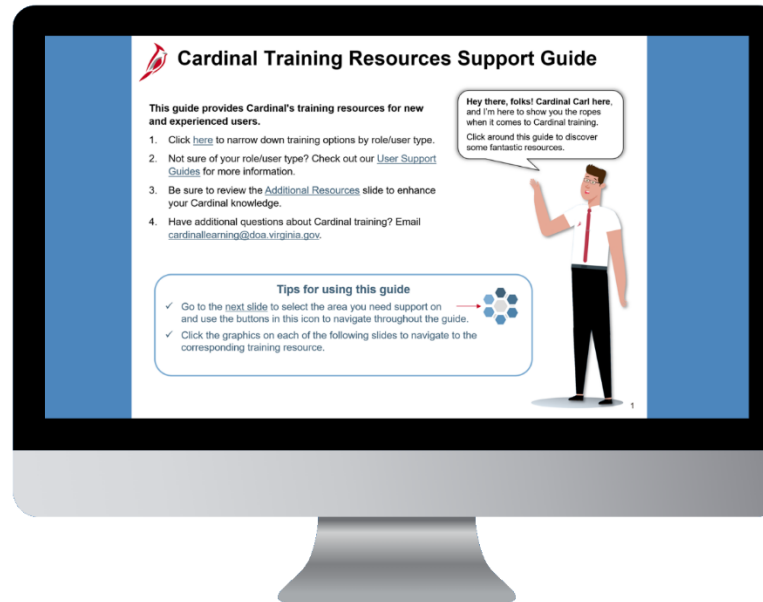 Cardinal Training Resources Support Guide
This guide provides Cardinal's training resources for new
and experienced users.
1. Click here to narrow down training options by role/user type.
2. Not sure of your role/user type? Check out our User Support
Guides for more information.
3. Be sure to review the Additional Resources slide to enhance
your Cardinal knowledge.
4. Have additional questions about Cardinal training? Email
cardinallearning@doa.virginia.gov.
Hey there, folks! Cardinal Carl here,
and I'm here to show you the ropes
when it comes to Cardinal training.
Click around this guide to discover
some fantastic resources.
Tips for using this guide
✓ Go to the next slide to select the area you need support on
and use the buttons in this icon to navigate throughout the guide.
✓ Click the graphics on each of the following slides to navigate to the
corresponding training resource.
1